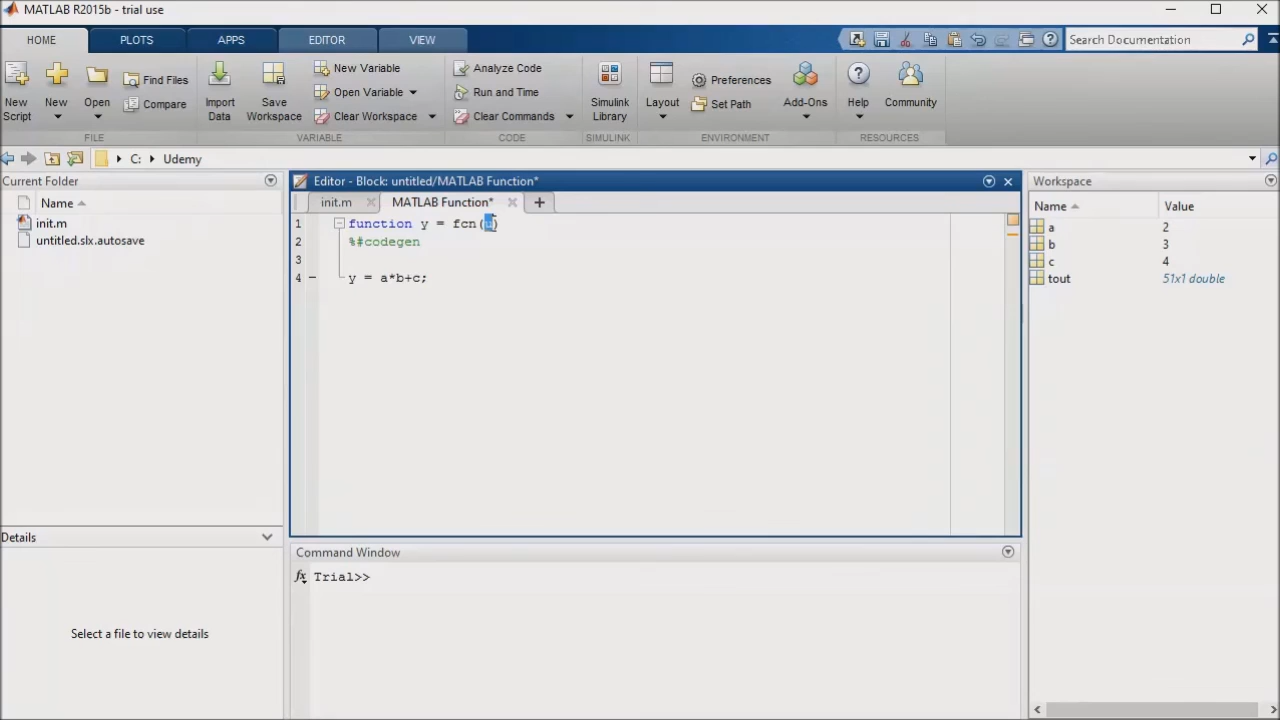 MATLAB R2015b - trial use
HOME
PLOTS
APPS
EDITOR
VIEW
Search Documentation
New Script
New
Open
Find Files
Compare
Import Data
Save Workspace
New Variable
Open Variable
Clear Workspace
Analyze Code
Run and Time
Clear Commands
Simulink Library
Layout
Preferences
Set Path
Add-Ons
Help
Community
FILE
VARIABLE
CODE
SIMULINK
ENVIRONMENT
RESOURCES
C:
Udemy
Current Folder
Name
init.m
untitled.slx.autosave
Details
Select a file to view details
Editor - Block: untitled/MATLAB Function*
init.m
MATLAB Function*
1 function y = fcn(u)
2 %#codegen
3
4 y = a*b+c;
Command Window
fx Trial>>
Workspace
Name Value
a 2
b 3
c 4
tout 51x1 double